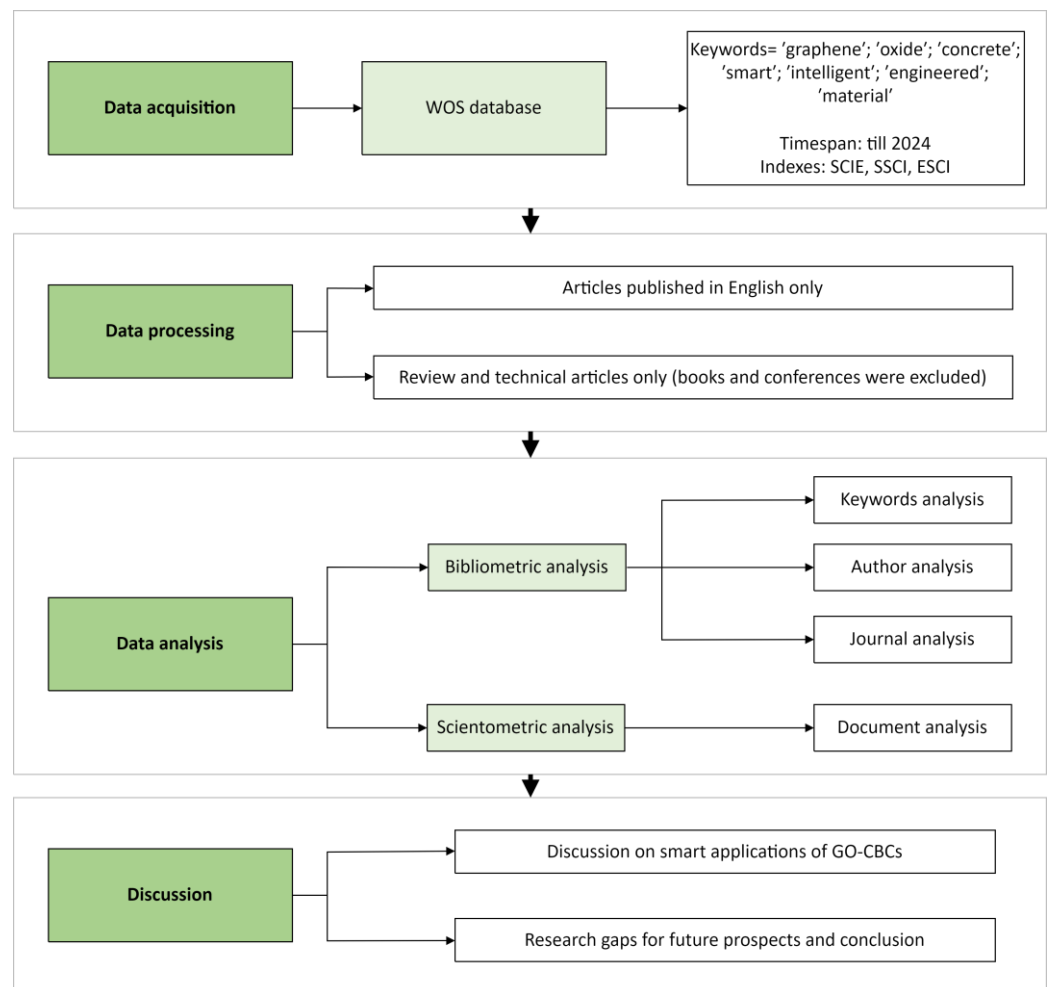 Data acquisition
WOS database
Keywords= ’graphene’; ’oxide’; ’concrete’;
’smart’; ’intelligent’; ’engineered’;
’material’
Timespan: till 2024
Indexes: SCIE, SSCI, ESCI
Data processing
Articles published in English only
Review and technical articles only (books and conferences were excluded)
Data analysis
Bibliometric analysis
Keywords analysis
Author analysis
Journal analysis
Scientometric analysis
Document analysis
Discussion
Discussion on smart applications of GO-CBCs
Research gaps for future prospects and conclusion